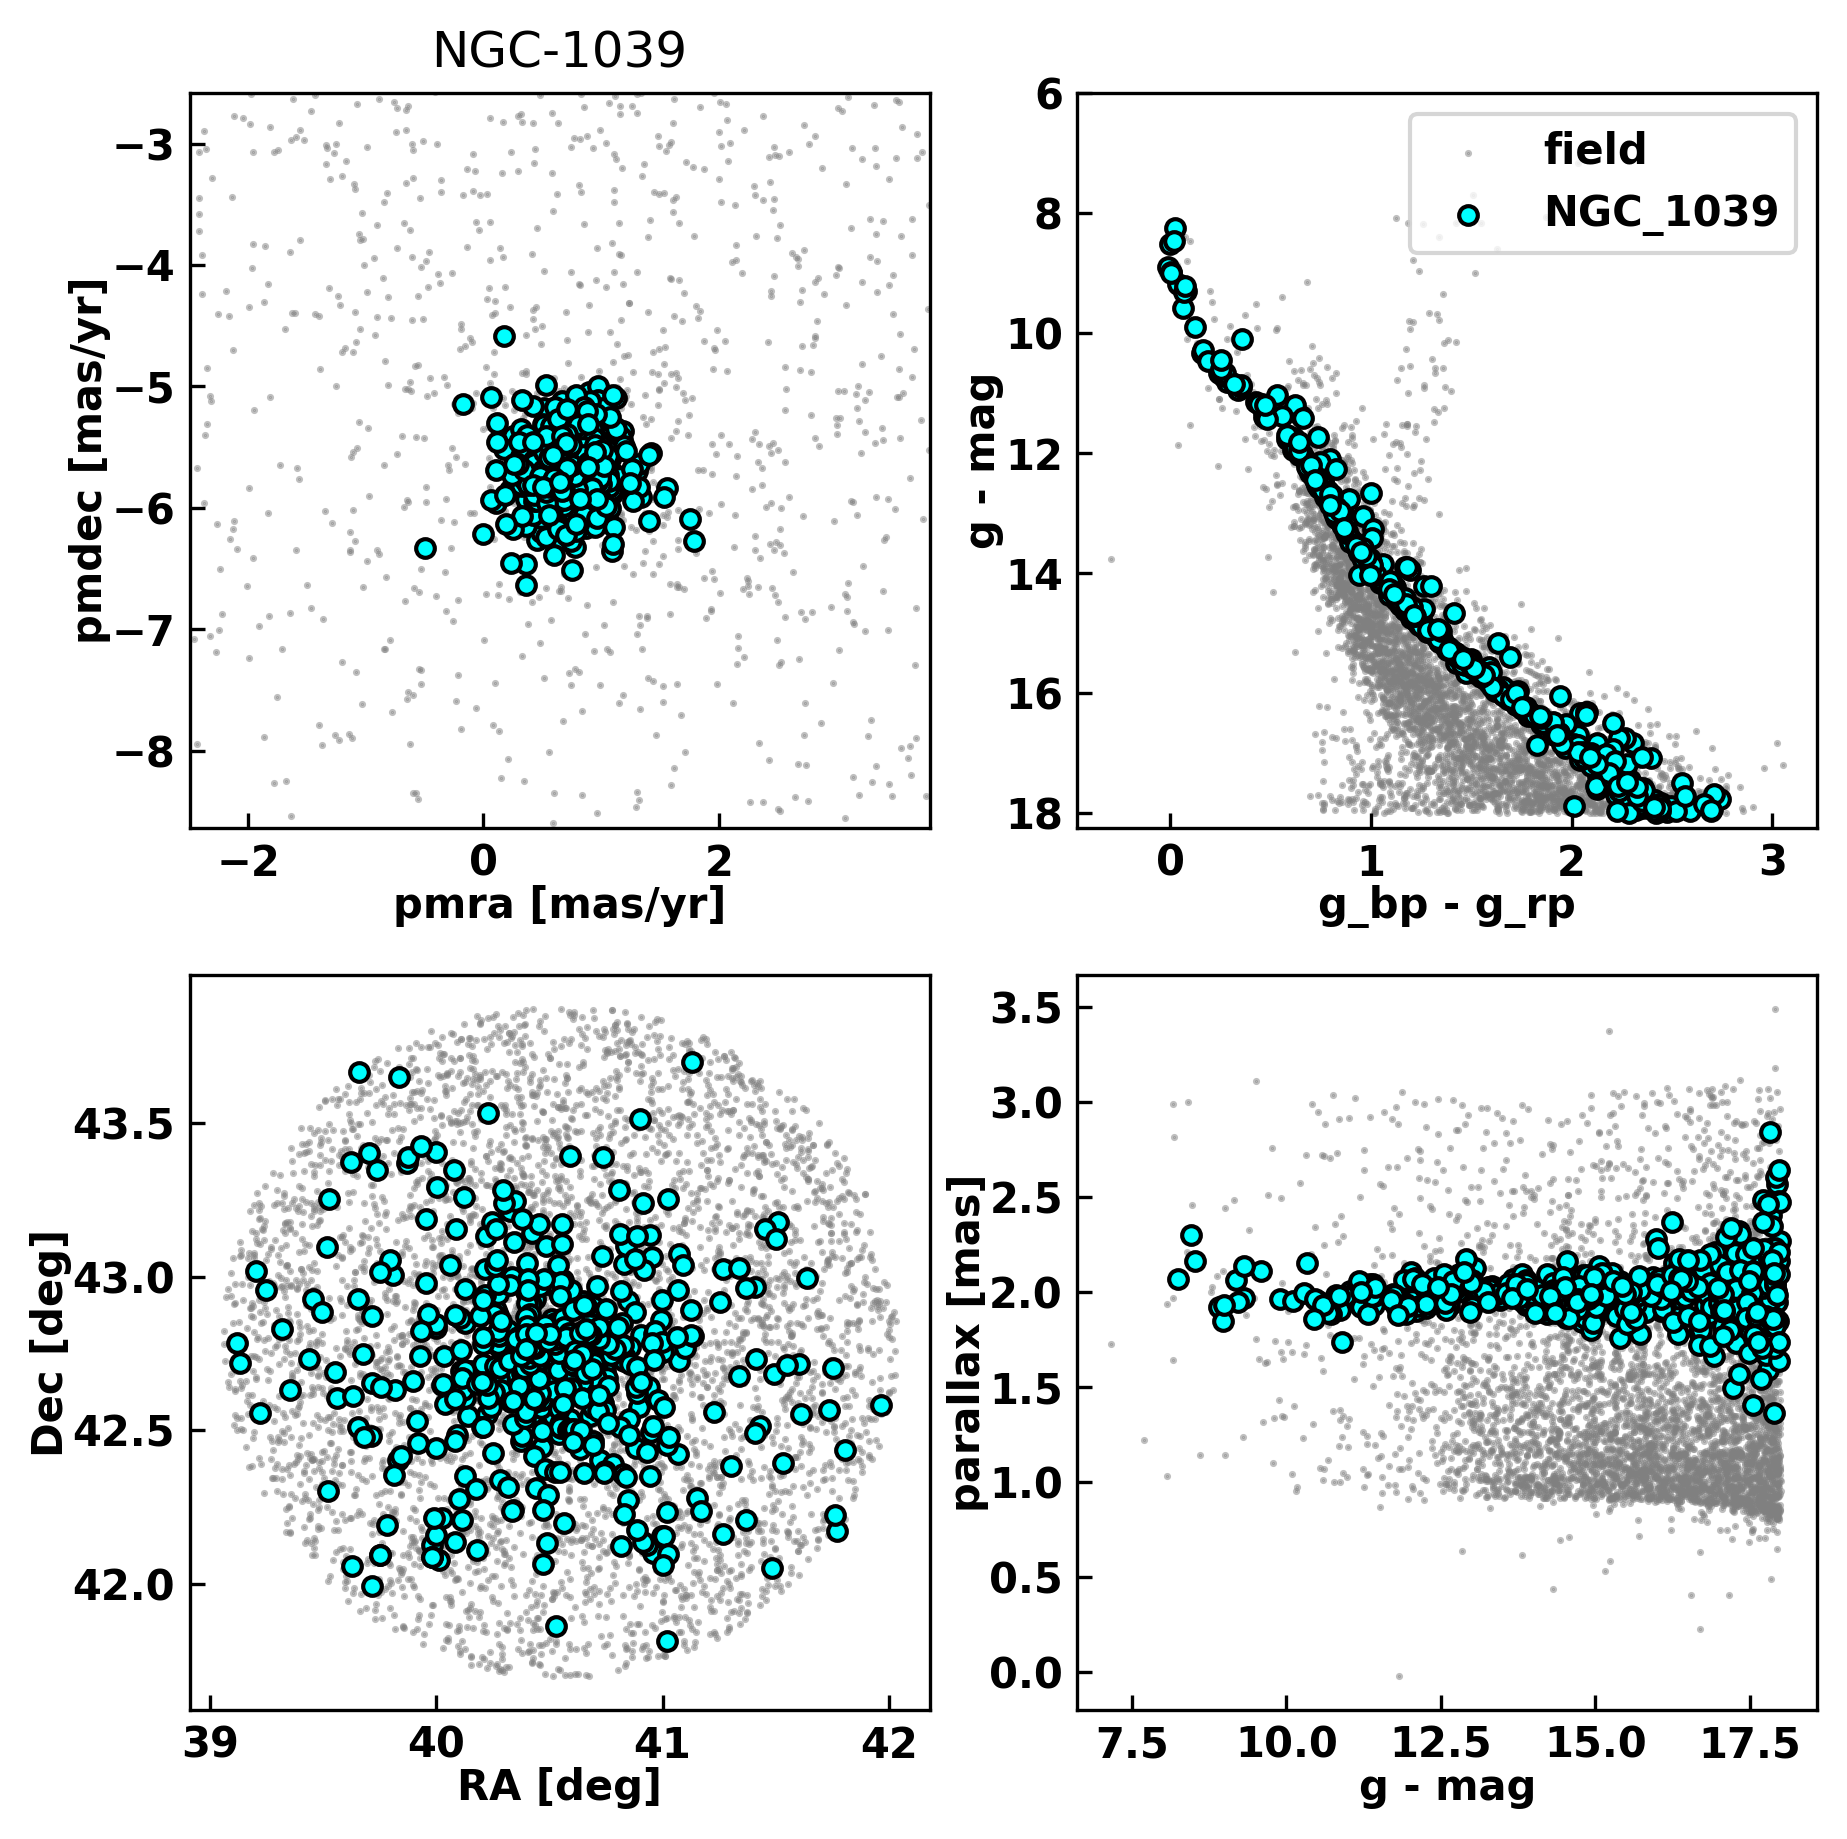 NGC-1039
−3
−4
−5
−6
−7
−8
pmdec [mas/yr]
−2 0 2
pmra [mas/yr]
6
8
10
12
14
16
18
g - mag
field
NGC_1039
0 1 2 3
g_bp - g_rp
43.5
43.0
42.5
42.0
Dec [deg]
39 40 41 42
RA [deg]
3.5
3.0
2.5
2.0
1.5
1.0
0.5
0.0
parallax [mas]
7.5 10.0 12.5 15.0 17.5
g - mag